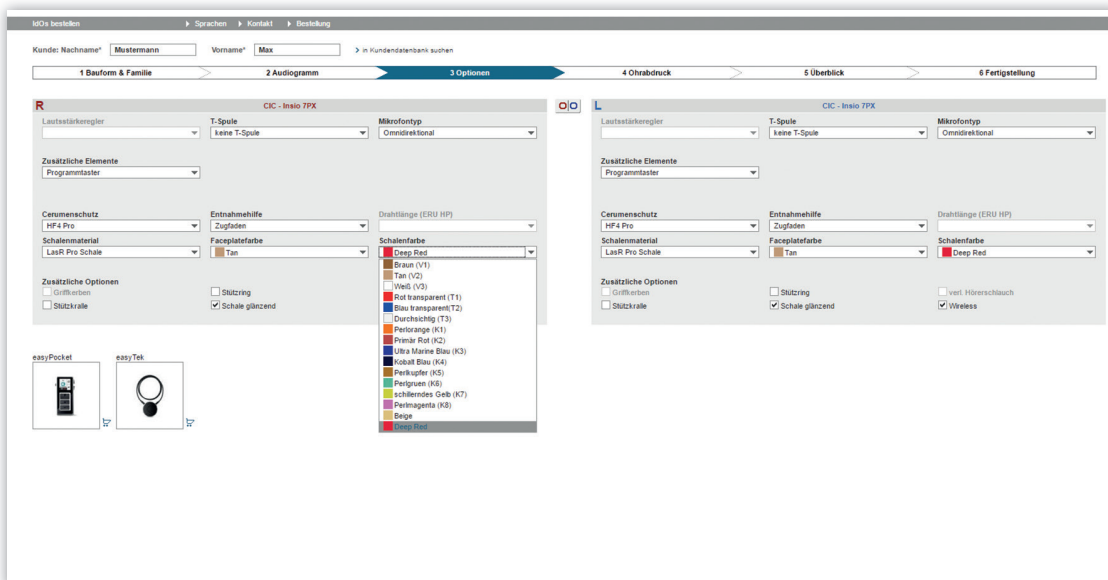 IdOs bestellen Sprachen Kontakt Bestellung
Kunde: Nachname* Mustermann Vorname* Max in Kundendatenbank suchen
1 Bauform & Familie 2 Audiogramm 3 Optionen 4 Ohrabdruck 5 Überblick 6 Fertigstellung
R CIC - Insio 7PX
Lautsstärkeregler T-Spule Mikrofontyp
keine T-Spule Omnidirektional
Zusätzliche Elemente
Programmtaster
Cerumenschutz Entnahmehilfe Drahtlänge (ERU HP)
HF4 Pro Zugfaden
Schalenmaterial Faceplatefarbe Schalenfarbe
LasR Pro Schale Tan Deep Red
Braun (V1)
Tan (V2)
Weiß (V3)
Rot transparent (T1)
Blau transparent(T2)
Durchsichtig (T3)
Perlorange (K1)
Primär Rot (K2)
Ultra Marine Blau (K3)
Kobalt Blau (K4)
Perlkupfer (K5)
Perlgruen (K6)
schillerndes Gelb (K7)
Perlmagenta (K8)
Beige
Deep Red
Zusätzliche Optionen
Griffkerben Stützring
Stützkralle Schale glänzend
L CIC - Insio 7PX
Lautsstärkeregler T-Spule Mikrofontyp
keine T-Spule Omnidirektional
Zusätzliche Elemente
Programmtaster
Cerumenschutz Entnahmehilfe Drahtlänge (ERU HP)
HF4 Pro Zugfaden
Schalenmaterial Faceplatefarbe Schalenfarbe
LasR Pro Schale Tan Deep Red
Zusätzliche Optionen
Griffkerben Stützring verl. Hörerschlauch
Stützkralle Schale glänzend Wireless
easyPocket easyTek